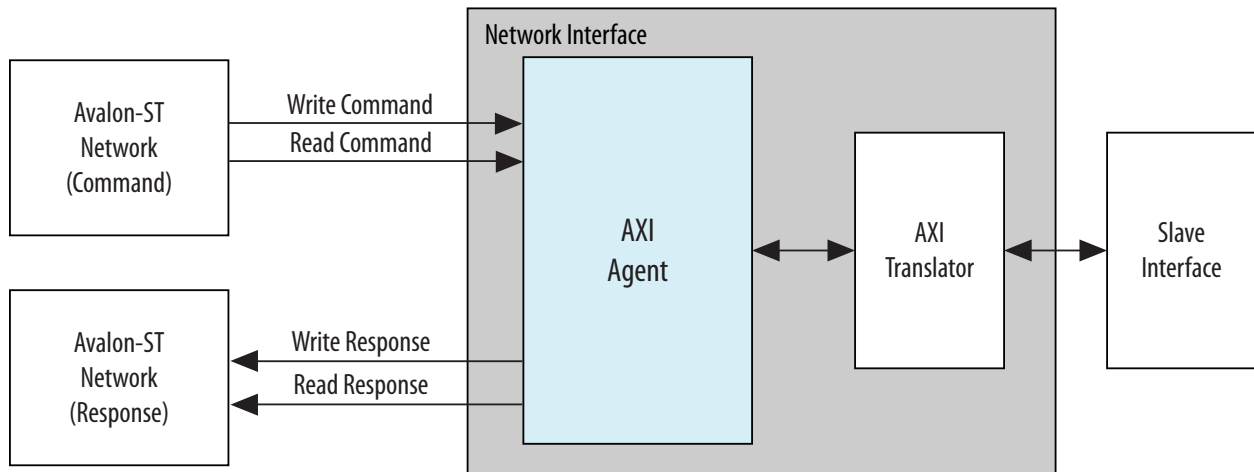 Network Interface
Avalon-ST
Network
(Command)
Write Command
Read Command
AXI
Agent
AXI
Translator
Slave
Interface
Avalon-ST
Network
(Response)
Write Response
Read Response